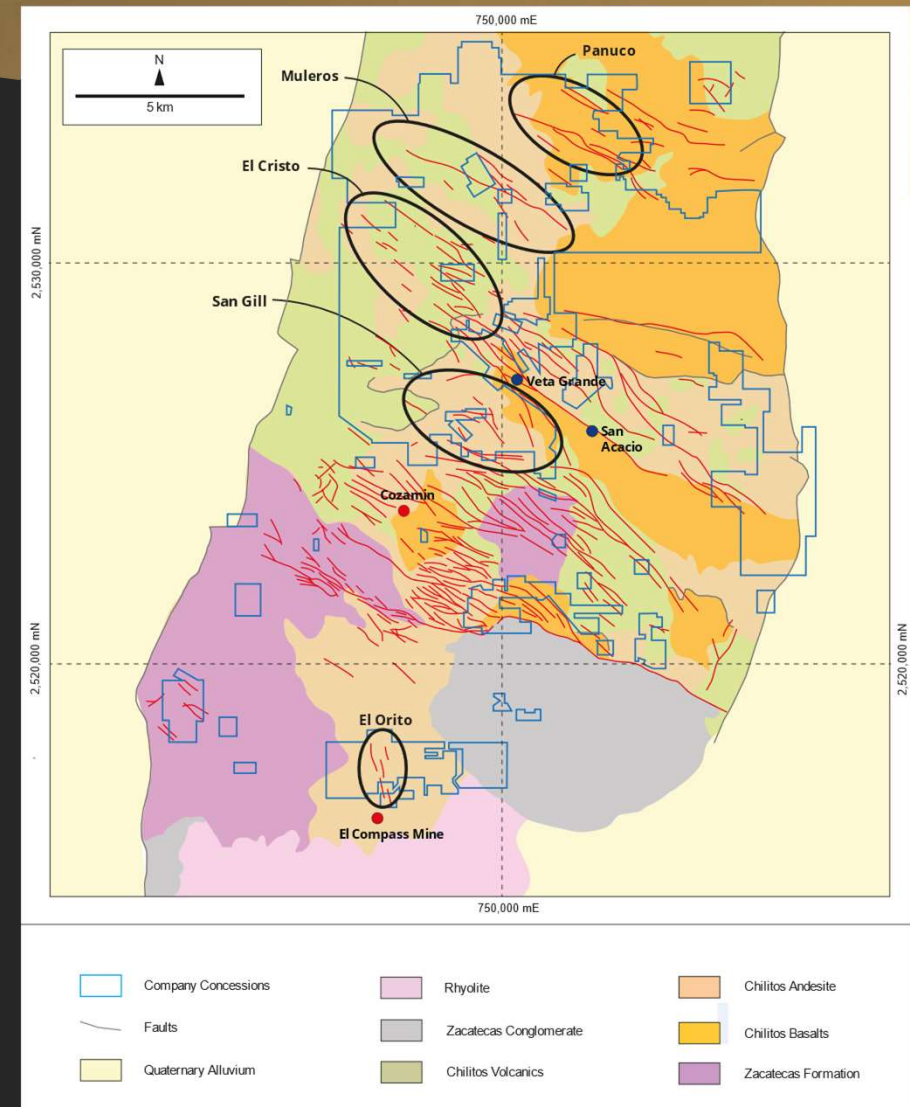 750,000 mE
N
5 km
Panuco
Muleros
El Cristo
2,530,000 mN
San Gill
Veta Grande
San
Acacio
Cozamin
2,520,000 mN
2,520,000 mN
El Orito
El Compass Mine
750,000 mE
Company Concessions
Rhyolite
Chilitos Andesite
Faults
Zacatecas Conglomerate
Chilitos Basalts
Quaternary Alluvium
Chilitos Volcanics
Zacatecas Formation